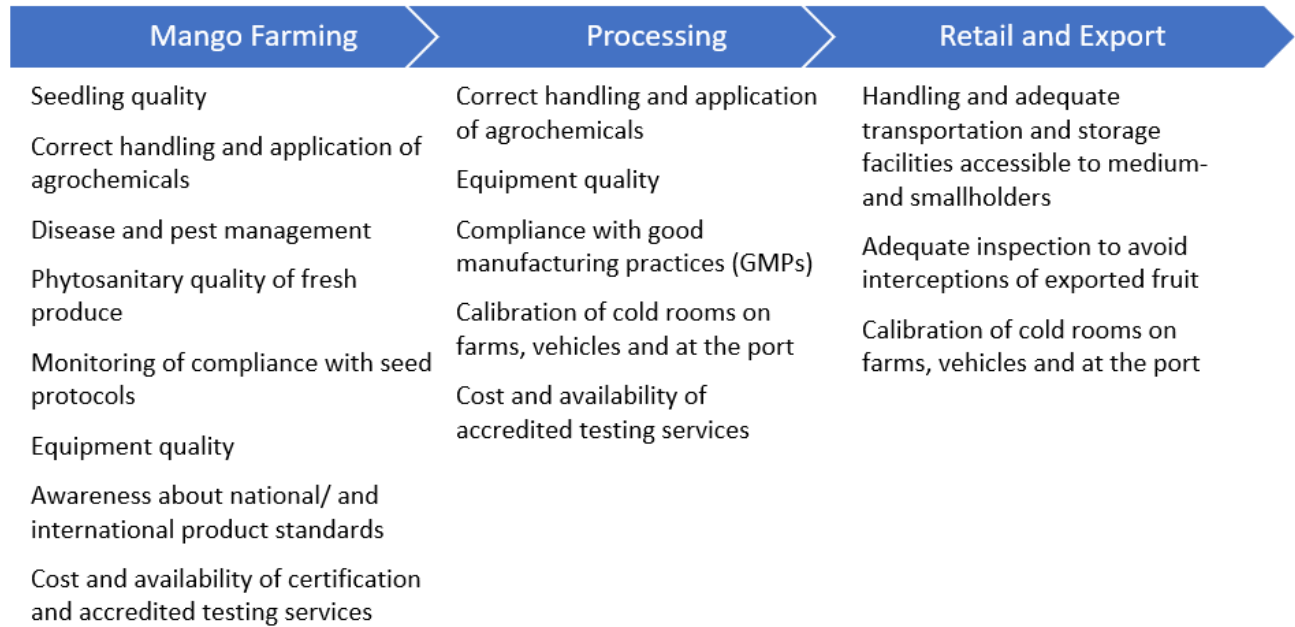 Mango Farming
Processing
Retail and Export
Seedling quality
Correct handling and application of
agrochemicals
Disease and pest management
Phytosanitary quality of fresh
produce
Monitoring of compliance with seed
protocols
Equipment quality
Awareness about national/ and
international product standards
Cost and availability of certification
and accredited testing services
Correct handling and application
of agrochemicals
Equipment quality
Compliance with good
manufacturing practices (GMPs)
Calibration of cold rooms on
farms, vehicles and at the port
Cost and availability of
accredited testing services
Handling and adequate
transportation and storage
facilities accessible to medium-
and smallholders
Adequate inspection to avoid
interceptions of exported fruit
Calibration of cold rooms on
farms, vehicles and at the port